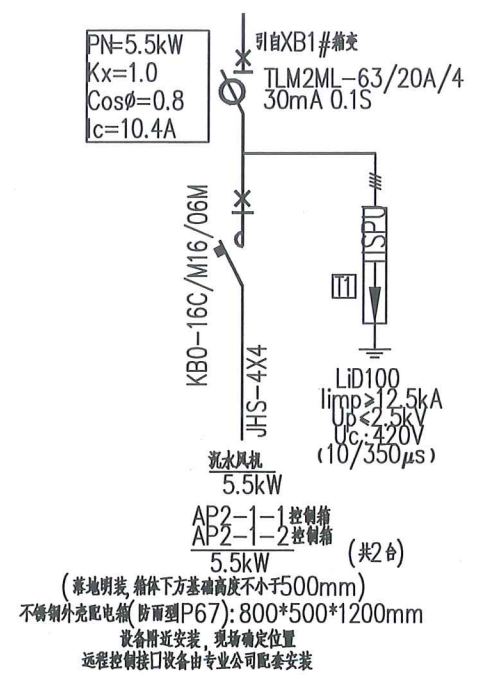 PN=5.5kW
Kx=1.0
Cosø=0.8
Ic=10.4A
引自XB1#箱变
TLM2ML-63/20A/4
30mA 0.1S
KBO-16C/M16/06M
SPD
T1
JHS-4X4
LiD100
Iimp≥12.5kA
Up≤2.5kV
Uc:420V
(10/350µs)
沉水风机
5.5kW
AP2-1-1控制箱
AP2-1-2控制箱
5.5kW
(共2台)
(落地明装,箱体下方基础高度不小于500mm)
不锈钢外壳配电箱(防雨型IP67):800*500*1200mm
设备附近安装,现场确定位置
远程控制接口设备由专业公司配套安装